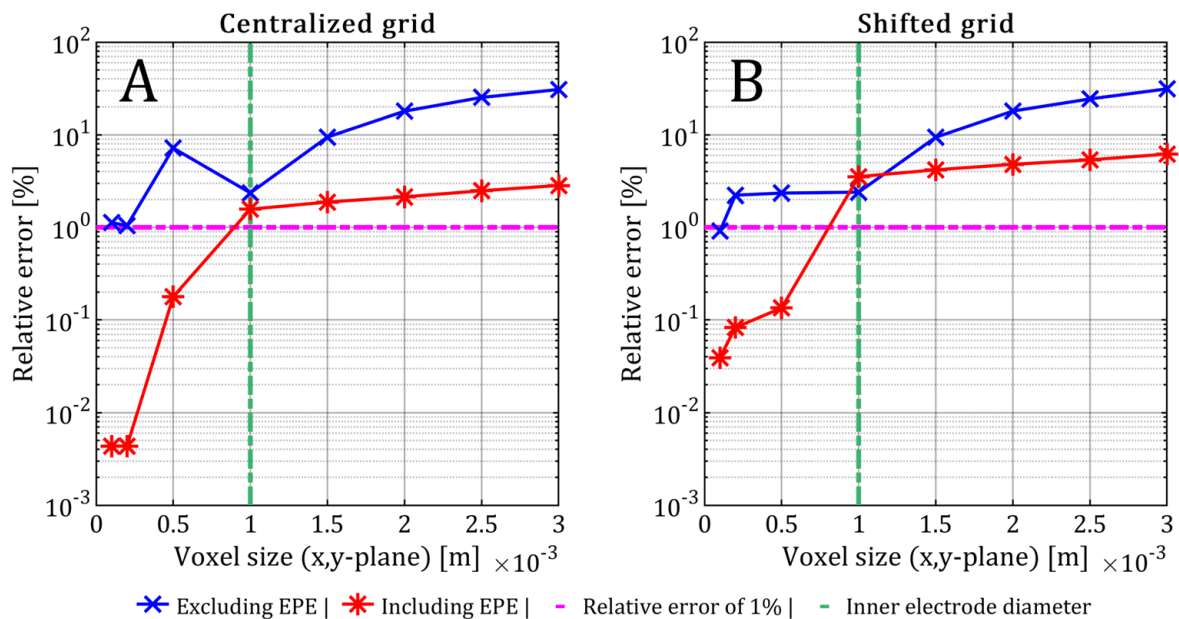 Centralized grid
A
Relative error [%]
10^2
10^1
10^0
10^-1
10^-2
10^-3
0 0.5 1 1.5 2 2.5 3
Voxel size (x,y-plane) [m] ×10^-3
Shifted grid
B
Relative error [%]
10^2
10^1
10^0
10^-1
10^-2
10^-3
0 0.5 1 1.5 2 2.5 3
Voxel size (x,y-plane) [m] ×10^-3
Excluding EPE | Including EPE | Relative error of 1% | Inner electrode diameter